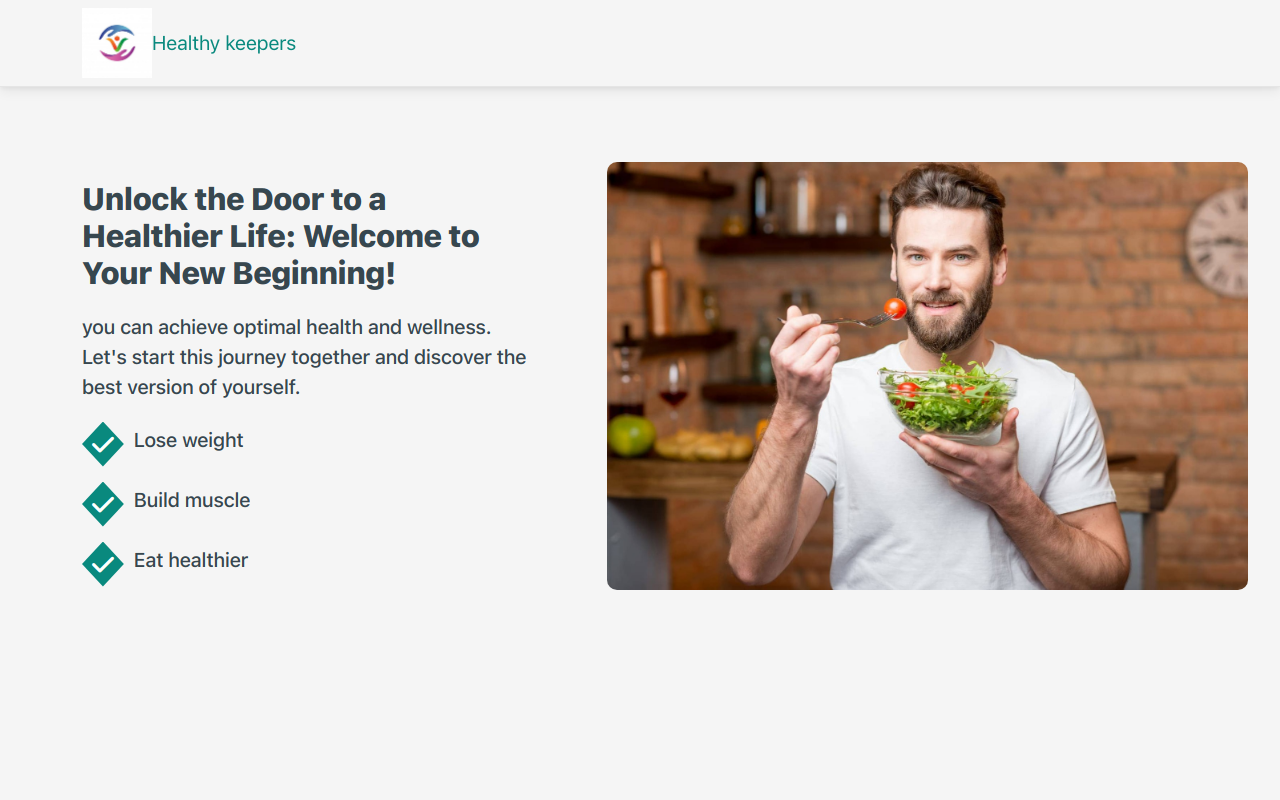 Healthy keepers
Unlock the Door to a
Healthier Life: Welcome to
Your New Beginning!
you can achieve optimal health and wellness.
Let's start this journey together and discover the
best version of yourself.
Lose weight
Build muscle
Eat healthier